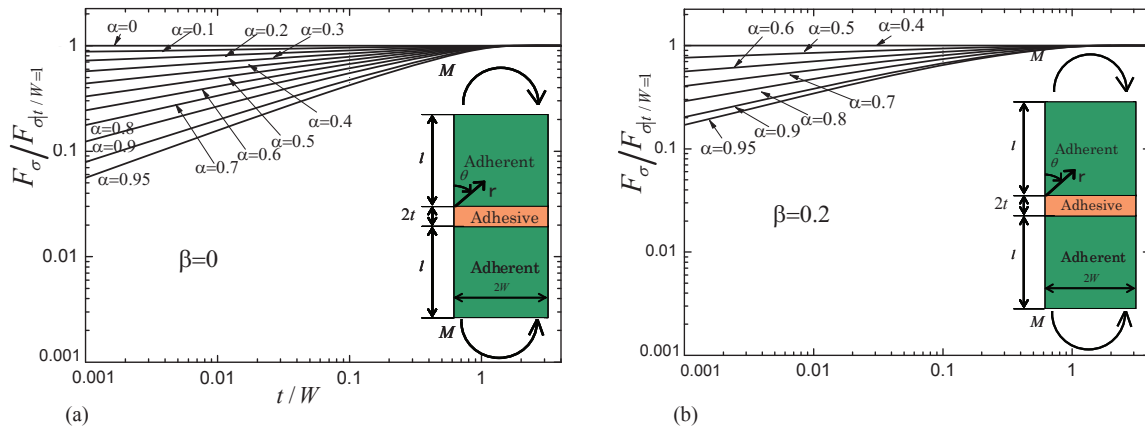 F_σ/F_σ|t/W=1
1
0.1
0.01
0.001
α=0
α=0.1
α=0.2
α=0.3
α=0.4
α=0.5
α=0.6
α=0.7
α=0.8
α=0.9
α=0.95
β=0
M
l
Adherent
θ
r
2t
Adhesive
l
Adherent
2W
M
0.001
0.01
0.1
1
t/W
(a)
F_σ/F_σ|t/W=1
1
0.1
0.01
0.001
α=0.6
α=0.5
α=0.4
α=0.7
α=0.8
α=0.9
α=0.95
β=0.2
M
l
Adherent
θ
r
2t
Adhesive
l
Adherent
2W
M
0.001
0.01
0.1
1
(b)